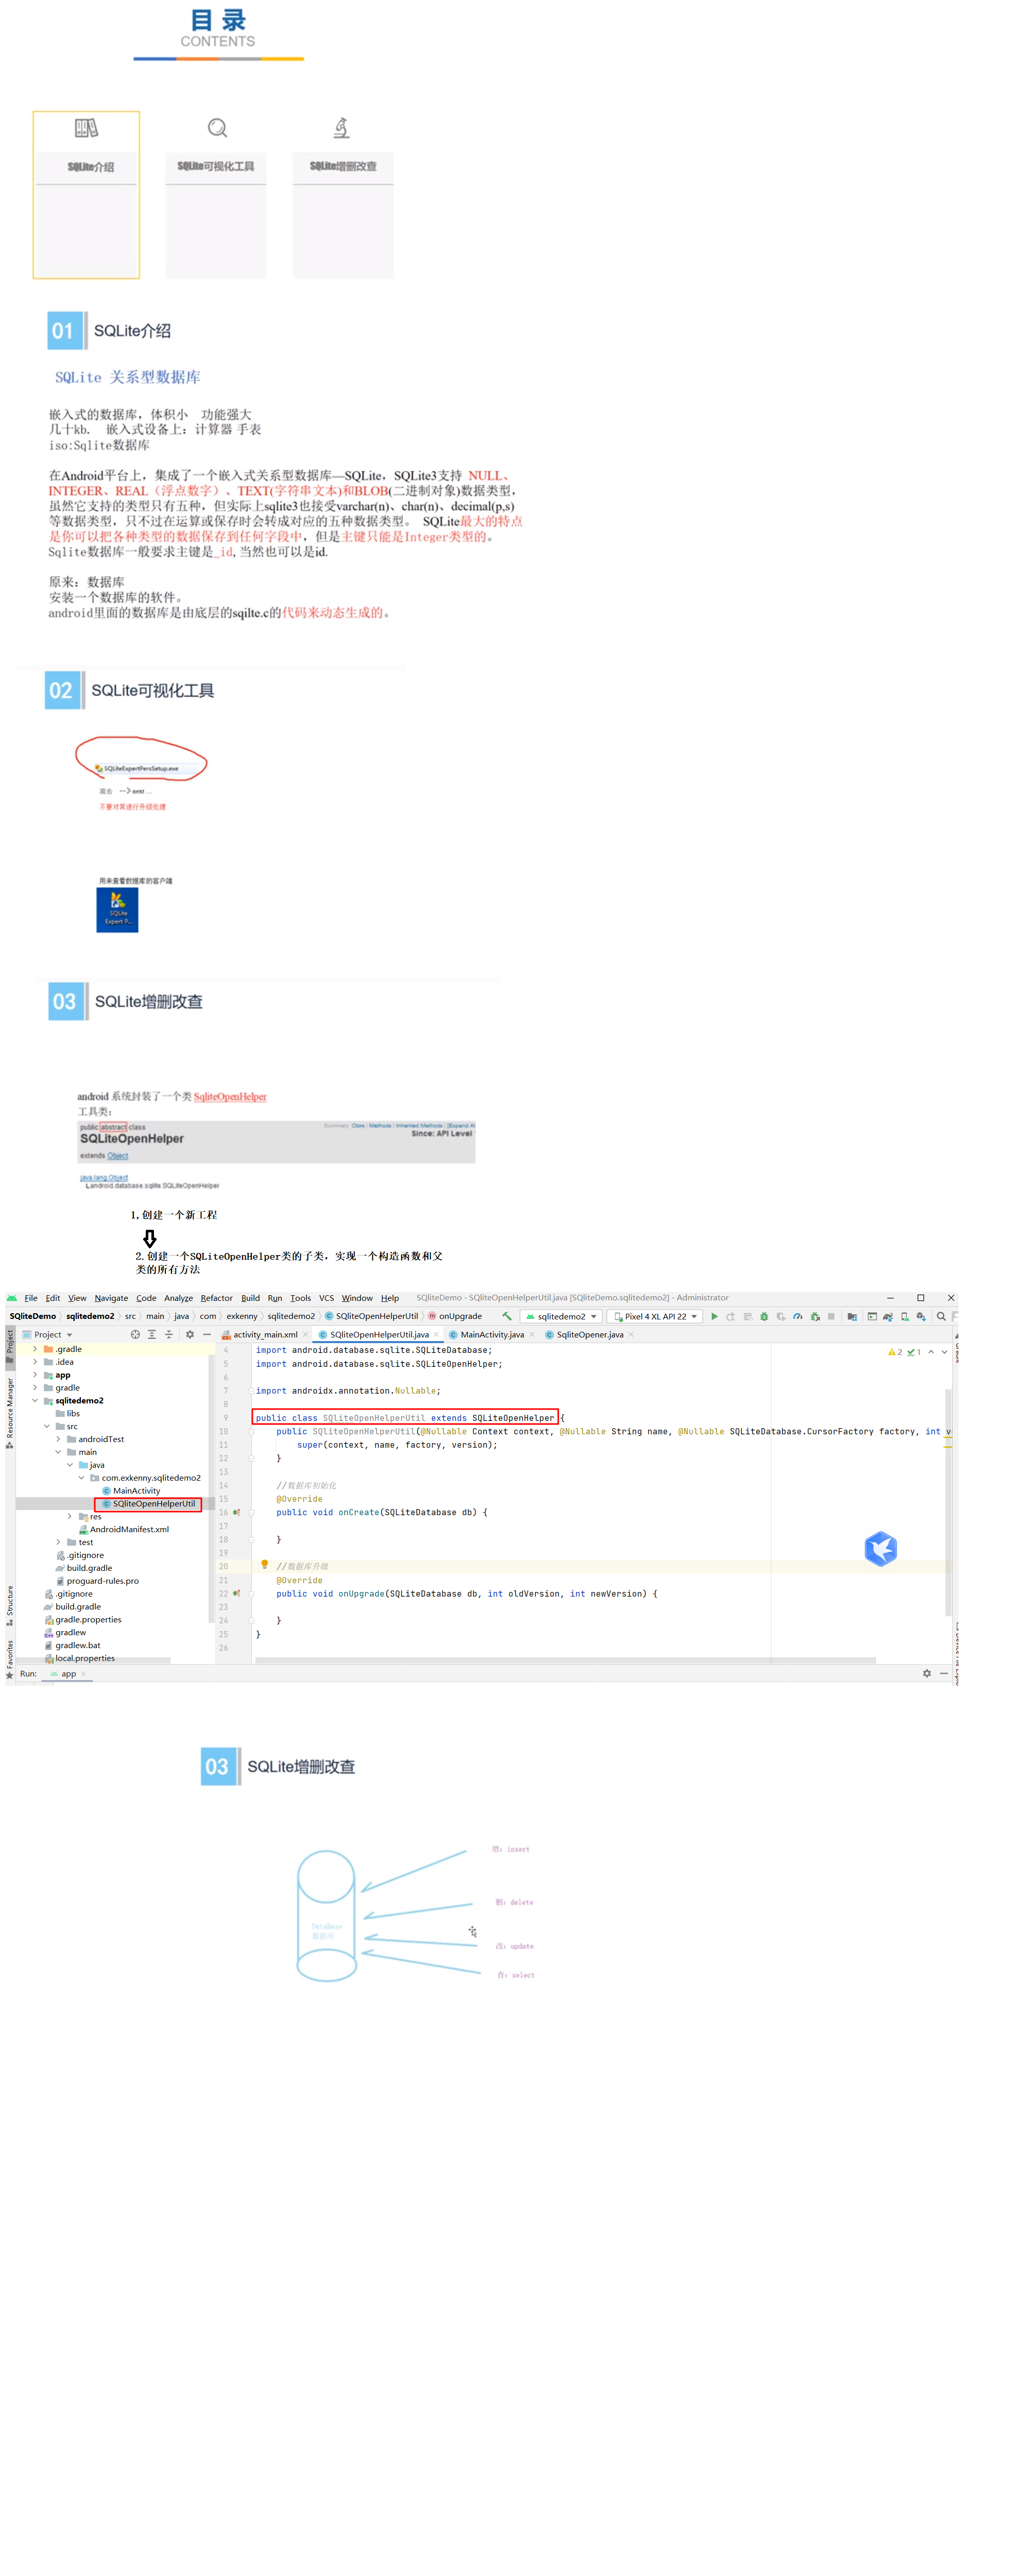 目 录
CONTENTS
SQLite介绍
SQLite可视化工具
SQLite增删改查
01 SQLite介绍
SQLite 关系型数据库
嵌入式的数据库，体积小 功能强大
几十kb. 嵌入式设备上：计算器 手表
iso:Sqlite数据库
在Android平台上，集成了一个嵌入式关系型数据库—SQLite，SQLite3支持 NULL、
INTEGER、REAL（浮点数字）、TEXT(字符串文本)和BLOB(二进制对象)数据类型，
虽然它支持的类型只有五种，但实际上sqlite3也接受varchar(n)、char(n)、decimal(p,s)
等数据类型，只不过在运算或保存时会转成对应的五种数据类型。 SQLite最大的特点
是你可以把各种类型的数据保存到任何字段中，但是主键只能是Integer类型的。
Sqlite数据库一般要求主键是_id,当然也可以是id.
原来：数据库
安装一个数据库的软件。
android里面的数据库是由底层的sqilte.c的代码来动态生成的。
02 SQLite可视化工具
SQLiteExpertPersSetup.exe
双击 --> next ...
不要对其进行升级处理
用来查看数据库的客户端
SQLite
Expert P...
03 SQLite增删改查
android 系统封装了一个类 SqliteOpenHelper
工具类：
public abstract class
Summary: Ctors | Methods | Inherited Methods | [Expand Al
SQLiteOpenHelper
Since: API Level
extends Object
java.lang.Object
android.database.sqlite.SQLiteOpenHelper
1,创建一个新工程
2.创建一个SQLiteOpenHelper类的子类，实现一个构造函数和父
类的所有方法
File Edit View Navigate Code Analyze Refactor Build Run Tools VCS Window Help SQliteDemo - SQliteOpenHelperUtil.java [SQliteDemo.sqlitedemo2] - Administrator
SQliteDemo sqlitedemo2 src main java com exkenny sqlitedemo2 SQliteOpenHelperUtil onUpgrade sqlitedemo2 Pixel 4 XL API 22
Project activity_main.xml SQliteOpenHelperUtil.java MainActivity.java SqliteOpener.java
Project
Resource Manager
Structure
Favorites
.gradle
.idea
app
gradle
sqlitedemo2
libs
src
androidTest
main
java
com.exkenny.sqlitedemo2
MainActivity
SQliteOpenHelperUtil
res
AndroidManifest.xml
test
.gitignore
build.gradle
proguard-rules.pro
.gitignore
build.gradle
gradle.properties
gradlew
gradlew.bat
local.properties
2 1
4 import android.database.sqlite.SQLiteDatabase;
5 import android.database.sqlite.SQLiteOpenHelper;
6
7 import androidx.annotation.Nullable;
8
9 public class SQliteOpenHelperUtil extends SQLiteOpenHelper {
10 public SQliteOpenHelperUtil(@Nullable Context context, @Nullable String name, @Nullable SQLiteDatabase.CursorFactory factory, int v
11 super(context, name, factory, version);
12 }
13
14 //数据库初始化
15 @Override
16 public void onCreate(SQLiteDatabase db) {
17
18 }
19
20 //数据库升级
21 @Override
22 public void onUpgrade(SQLiteDatabase db, int oldVersion, int newVersion) {
23
24 }
25 }
26
Run: app
03 SQLite增删改查
增: insert
删: delete
DataBase
数据库
改: update
查: select